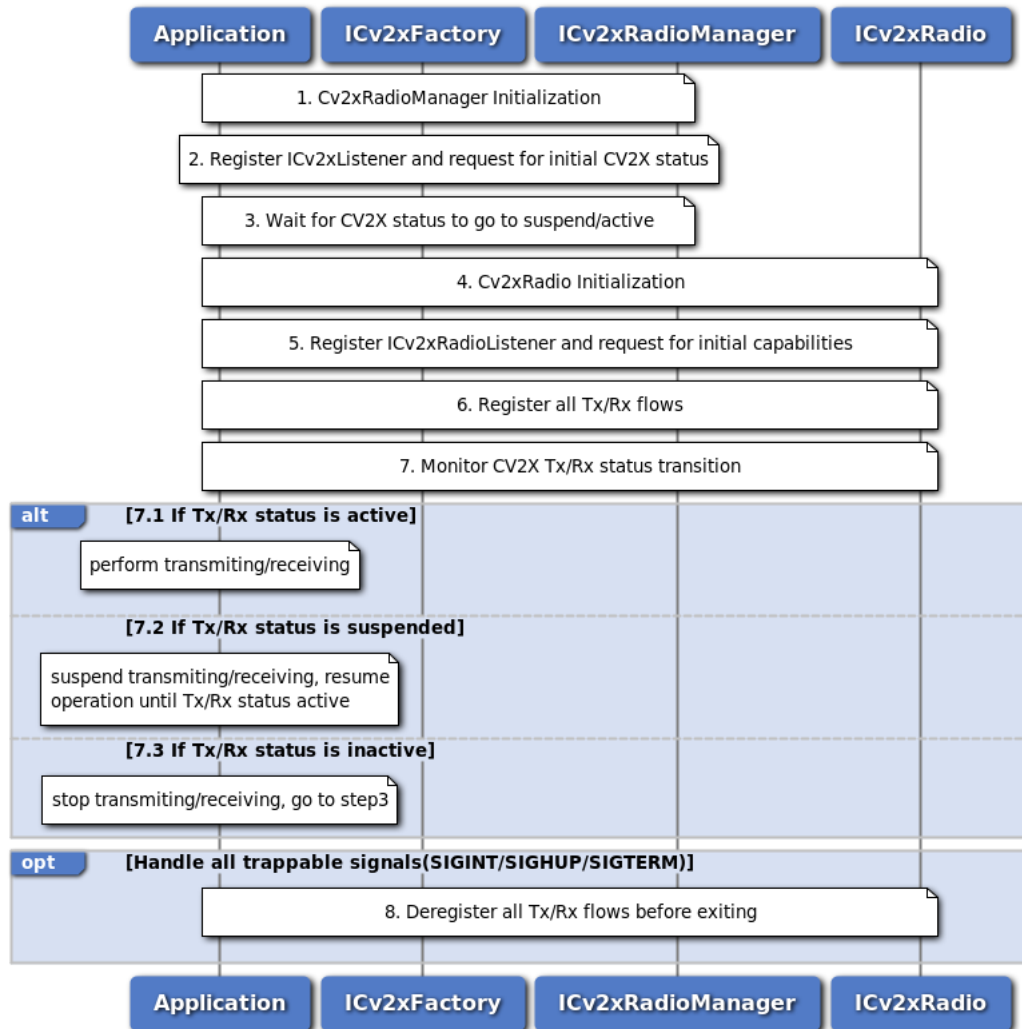 Application ICv2xFactory ICv2xRadioManager ICv2xRadio
1. Cv2xRadioManager Initialization
2. Register ICv2xListener and request for initial CV2X status
3. Wait for CV2X status to go to suspend/active
4. Cv2xRadio Initialization
5. Register ICv2xRadioListener and request for initial capabilities
6. Register all Tx/Rx flows
7. Monitor CV2X Tx/Rx status transition
alt [7.1 If Tx/Rx status is active]
perform transmiting/receiving
[7.2 If Tx/Rx status is suspended]
suspend transmiting/receiving, resume
operation until Tx/Rx status active
[7.3 If Tx/Rx status is inactive]
stop transmiting/receiving, go to step3
opt [Handle all trappable signals(SIGINT/SIGHUP/SIGTERM)]
8. Deregister all Tx/Rx flows before exiting
Application ICv2xFactory ICv2xRadioManager ICv2xRadio